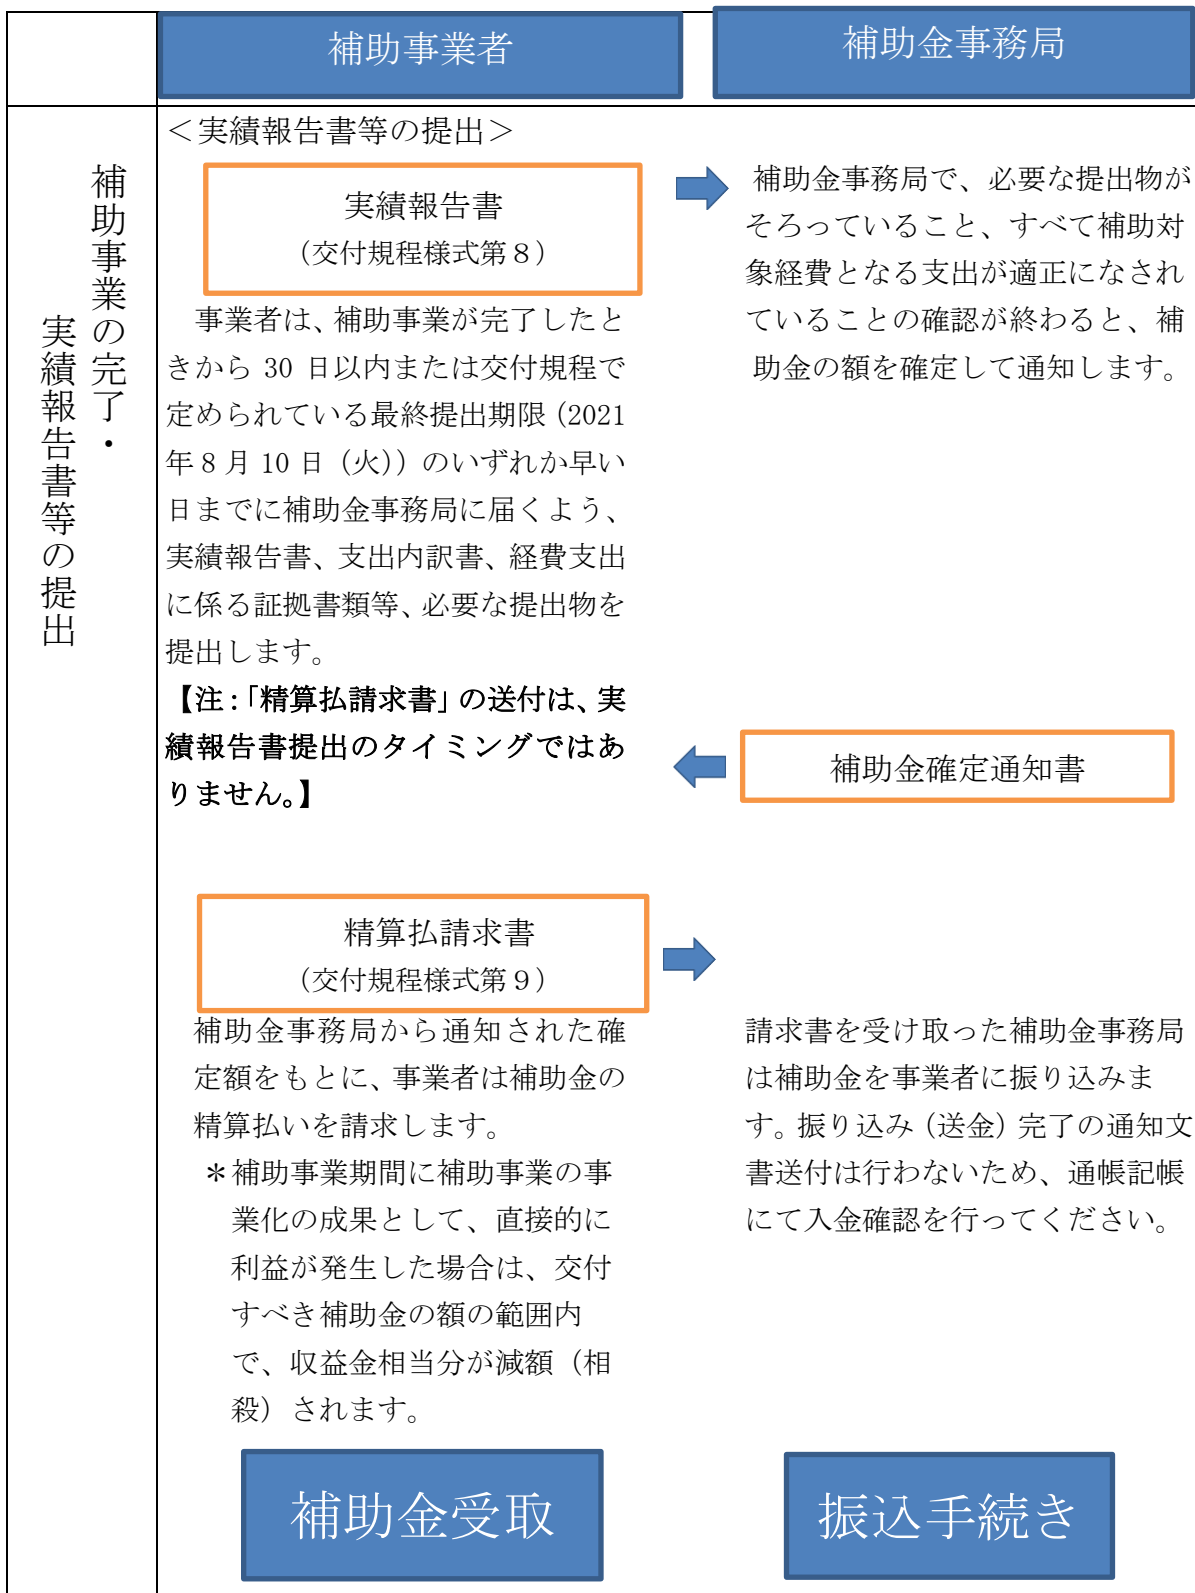 補助事業者
補助金事務局
補助事業の完了・
実績報告書等の提出
＜実績報告書等の提出＞
実績報告書
（交付規程様式第８）
事業者は、補助事業が完了したと
きから 30 日以内または交付規程で
定められている最終提出期限（2021
年８月 10 日（火））のいずれか早い
日までに補助金事務局に届くよう、
実績報告書、支出内訳書、経費支出
に係る証拠書類等、必要な提出物を
提出します。
【注：「精算払請求書」の送付は、実
績報告書提出のタイミングではあ
りません。】
補助金事務局で、必要な提出物が
そろっていること、すべて補助対
象経費となる支出が適正になされ
ていることの確認が終わると、補
助金の額を確定して通知します。
補助金確定通知書
精算払請求書
（交付規程様式第９）
補助金事務局から通知された確
定額をもとに、事業者は補助金の
精算払いを請求します。
＊補助事業期間に補助事業の事
業化の成果として、直接的に
利益が発生した場合は、交付
すべき補助金の額の範囲内
で、収益金相当分が減額（相
殺）されます。
請求書を受け取った補助金事務局
は補助金を事業者に振り込みま
す。振り込み（送金）完了の通知文
書送付は行わないため、通帳記帳
にて入金確認を行ってください。
補助金受取
振込手続き